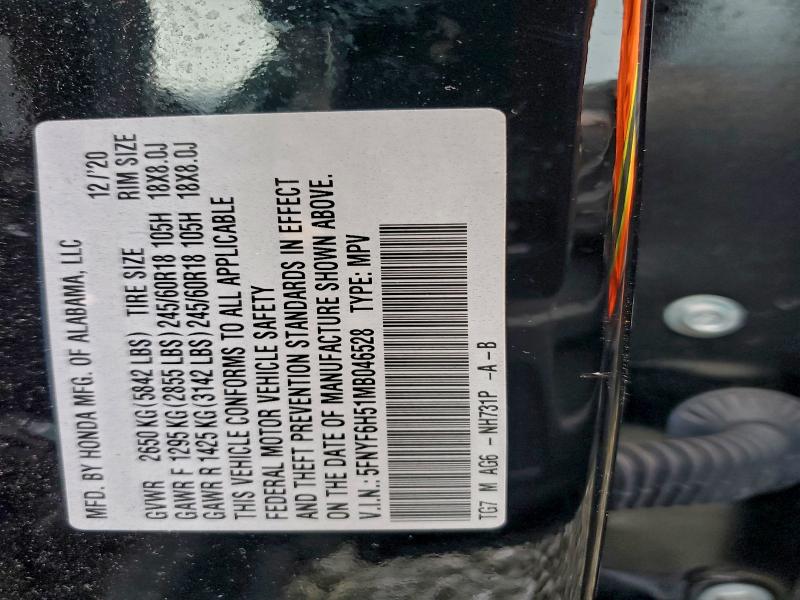 MFD. BY HONDA MFG. OF ALABAMA, LLC 12/'20
GVWR 2650 KG (5842 LBS) TIRE SIZE RIM SIZE
GAWR F 1295 KG (2855 LBS) 245/60R18 105H 18X8.0J
GAWR R 1425 KG (3142 LBS) 245/60R18 105H 18X8.0J
THIS VEHICLE CONFORMS TO ALL APPLICABLE
FEDERAL MOTOR VEHICLE SAFETY
AND THEFT PREVENTION STANDARDS IN EFFECT
ON THE DATE OF MANUFACTURE SHOWN ABOVE.
V.I.N.: 5FNYF6H51MB046528 TYPE: MPV
TG7 M AG6 -NH731P -A -B